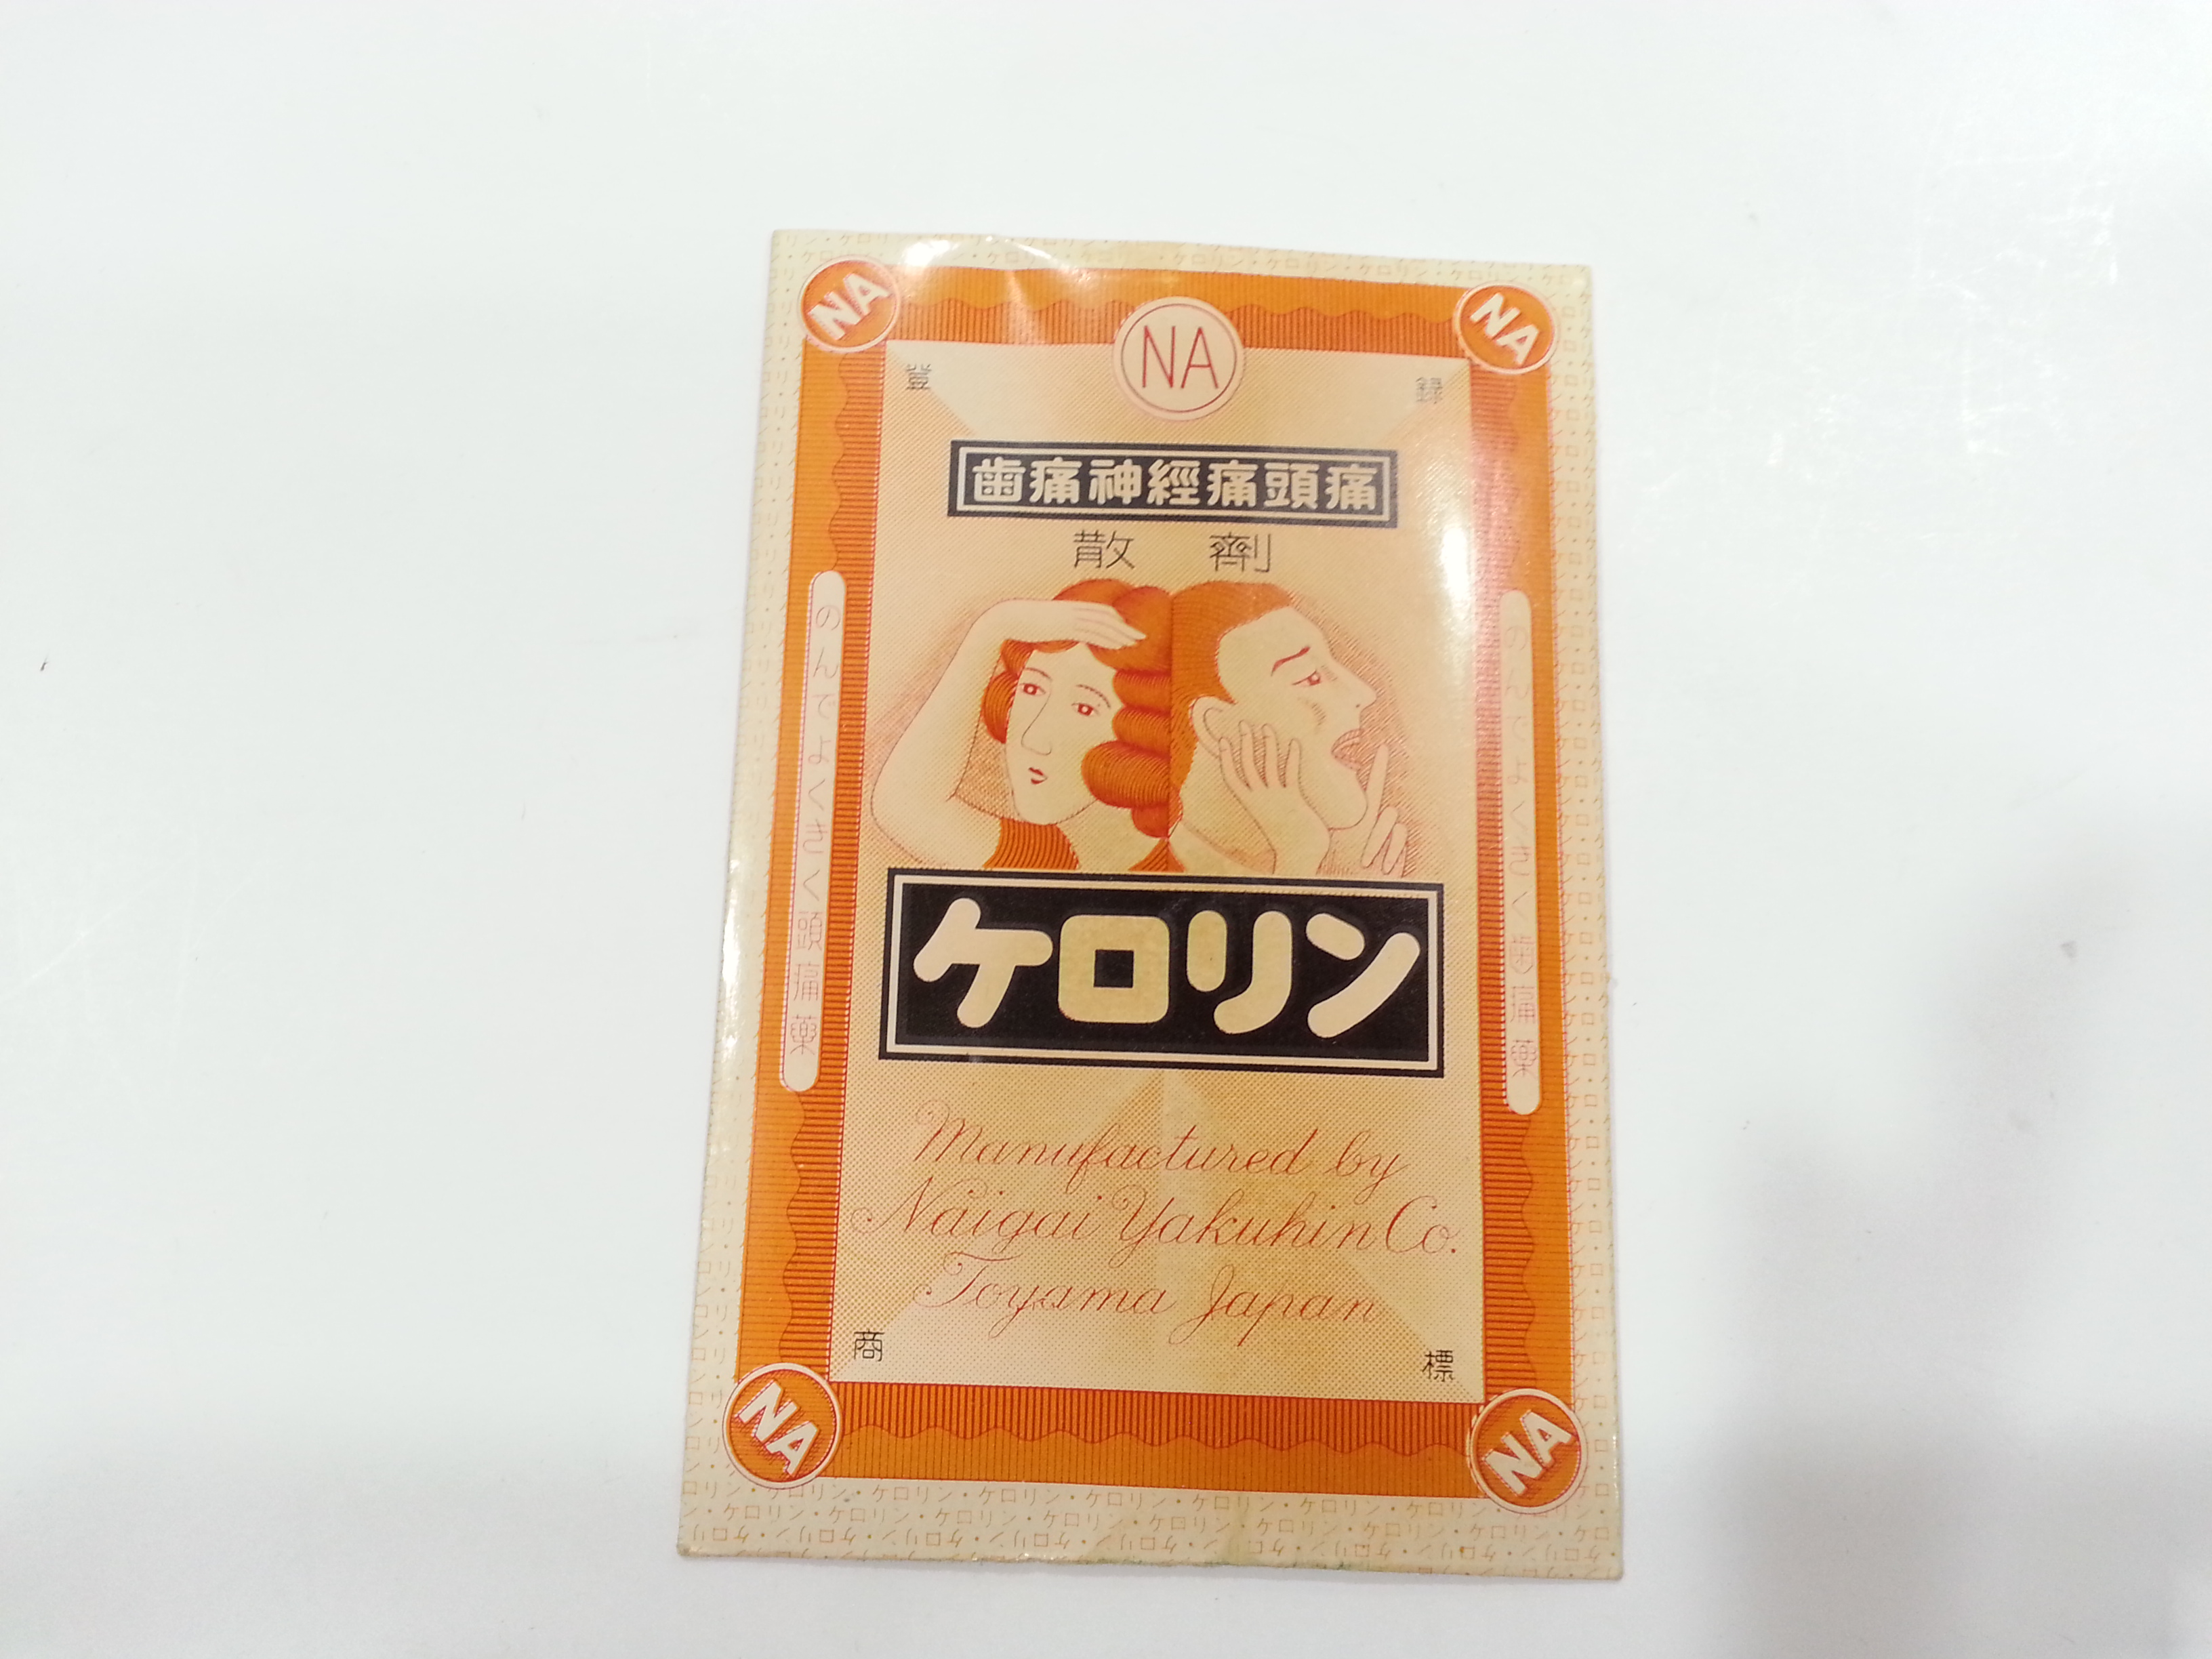 NA
NA
NA
登
録
歯痛神經痛頭痛
散劑
のんでよくきく頭痛藥
のんでよくきく歯痛藥
ケロリン
Manufactured by
Naigai Yakuhin Co.
Toyama Japan
商
標
NA
NA
ケロリン・ケロリン・ケロリン・ケロリン・ケロリン・ケロリン・ケロリン